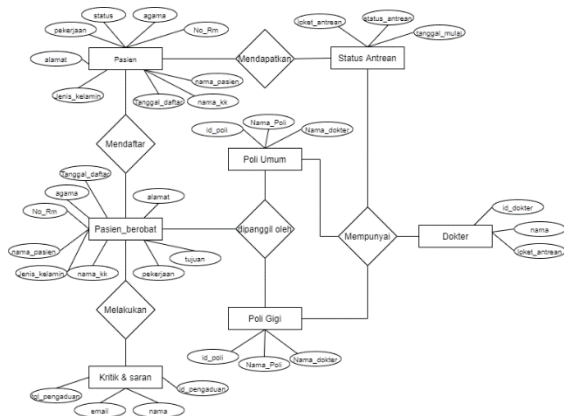 status
agama
pekerjaan
No_Rm
loket_antrean
status_antrean
tanggal_mulai
Pasien
Mendapatkan
Status Antrean
alamat
Jenis_kelamin
nama_pasien
Tanggal_daftar
nama_kk
Nama_Poli
id_poli
Nama_dokter
Mendaftar
Poli Umum
Tanggal_daftar
agama
alamat
No_Rm
id_dokter
Pasien_berobat
dipanggil oleh
Mempunyai
Dokter
nama
nama_pasien
tujuan
loket_antrean
Jenis_kelamin
nama_kk
pekerjaan
Melakukan
Poli Gigi
id_poli
Nama_Poli
Nama_dokter
Kritik & saran
tgl_pengaduan
id_pengaduan
email
nama